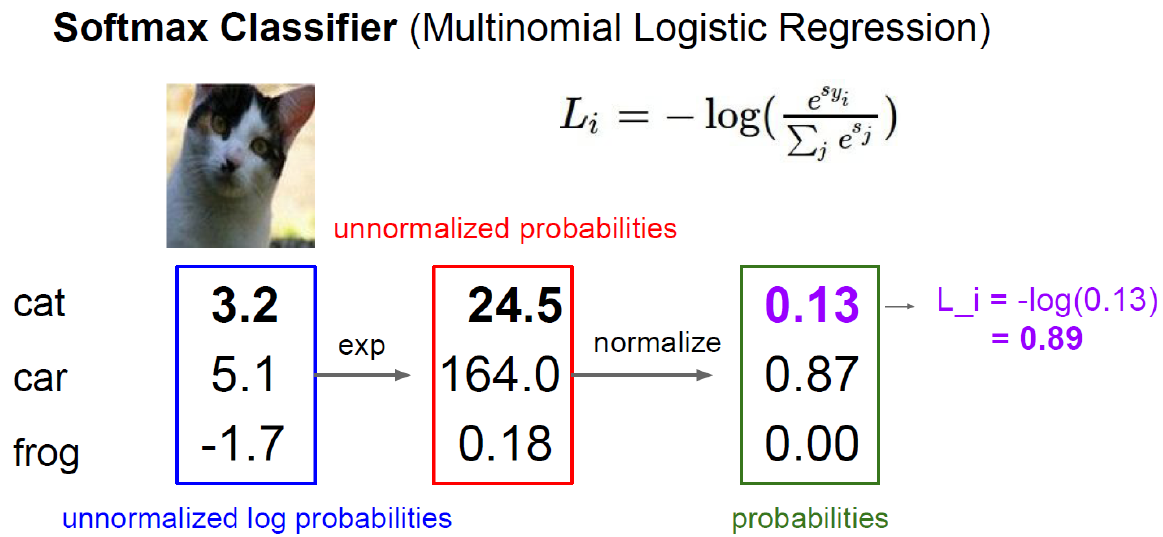 Softmax Classifier (Multinomial Logistic Regression)
L_i = -log(\frac{e^{s_{y_i}}}{\sum_j e^{s_j}})
unnormalized probabilities
cat 3.2 24.5 0.13 L_i = -log(0.13)
= 0.89
exp normalize
car 5.1 164.0 0.87
frog -1.7 0.18 0.00
unnormalized log probabilities probabilities